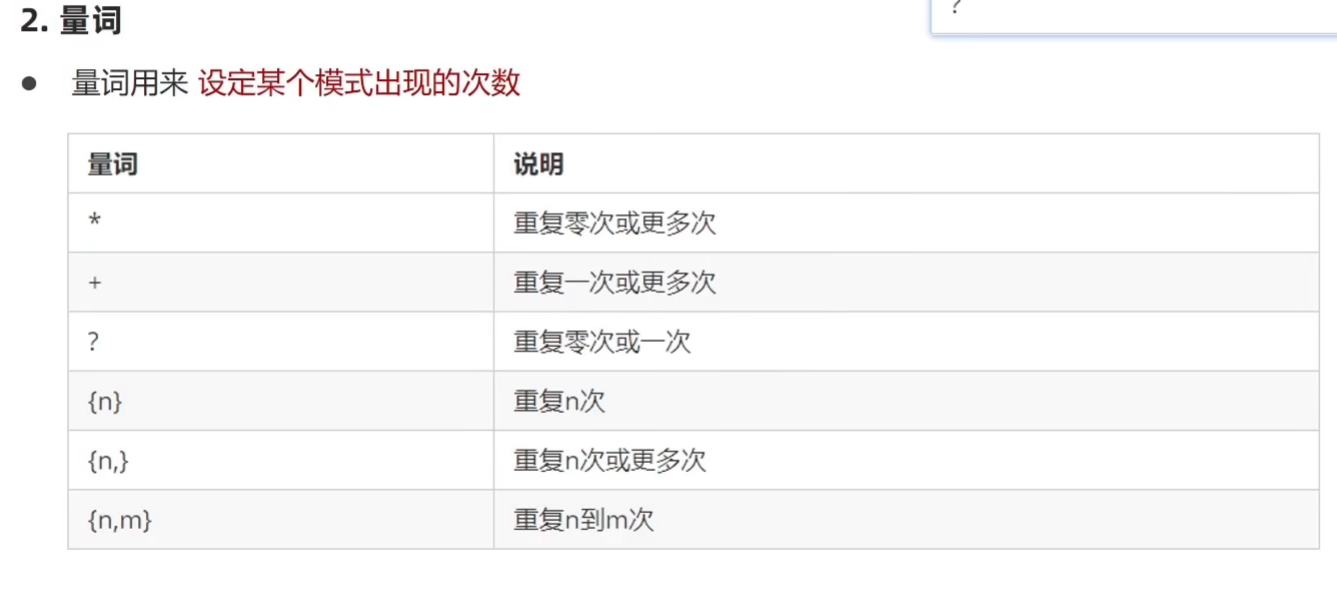 2. 量词
?
● 量词用来 设定某个模式出现的次数
量词 说明
* 重复零次或更多次
+ 重复一次或更多次
? 重复零次或一次
{n} 重复n次
{n,} 重复n次或更多次
{n,m} 重复n到m次